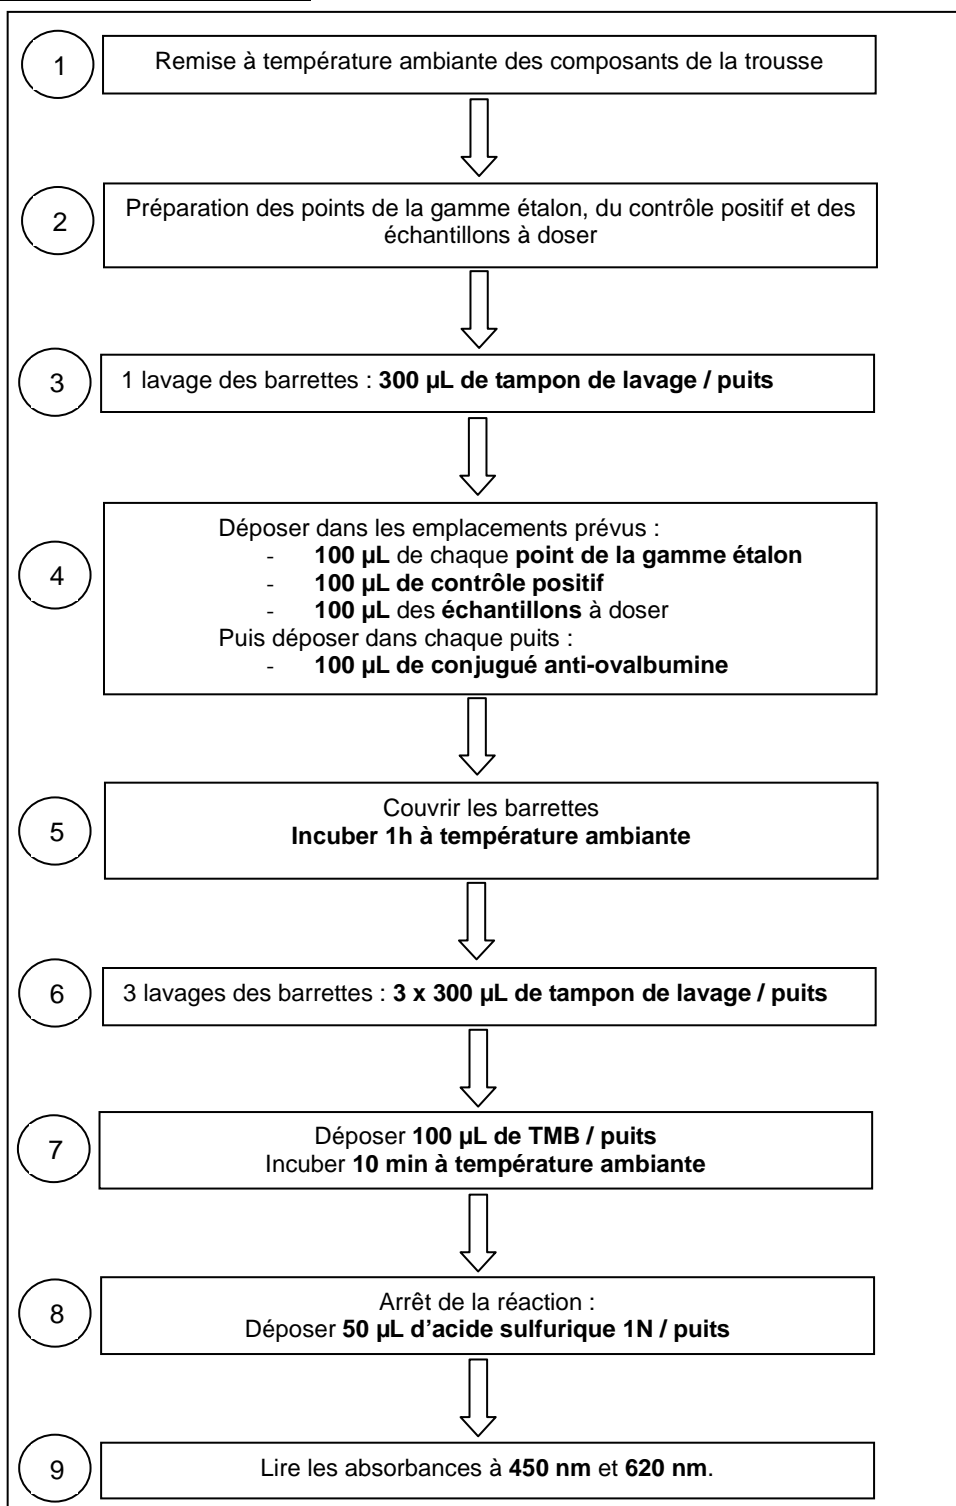 1
Remise à température ambiante des composants de la trousse
2
Préparation des points de la gamme étalon, du contrôle positif et des
échantillons à doser
3
1 lavage des barrettes : 300 µL de tampon de lavage / puits
4
Déposer dans les emplacements prévus :
- 100 µL de chaque point de la gamme étalon
- 100 µL de contrôle positif
- 100 µL des échantillons à doser
Puis déposer dans chaque puits :
- 100 µL de conjugué anti-ovalbumine
5
Couvrir les barrettes
Incuber 1h à température ambiante
6
3 lavages des barrettes : 3 x 300 µL de tampon de lavage / puits
7
Déposer 100 µL de TMB / puits
Incuber 10 min à température ambiante
8
Arrêt de la réaction :
Déposer 50 µL d'acide sulfurique 1N / puits
9
Lire les absorbances à 450 nm et 620 nm.